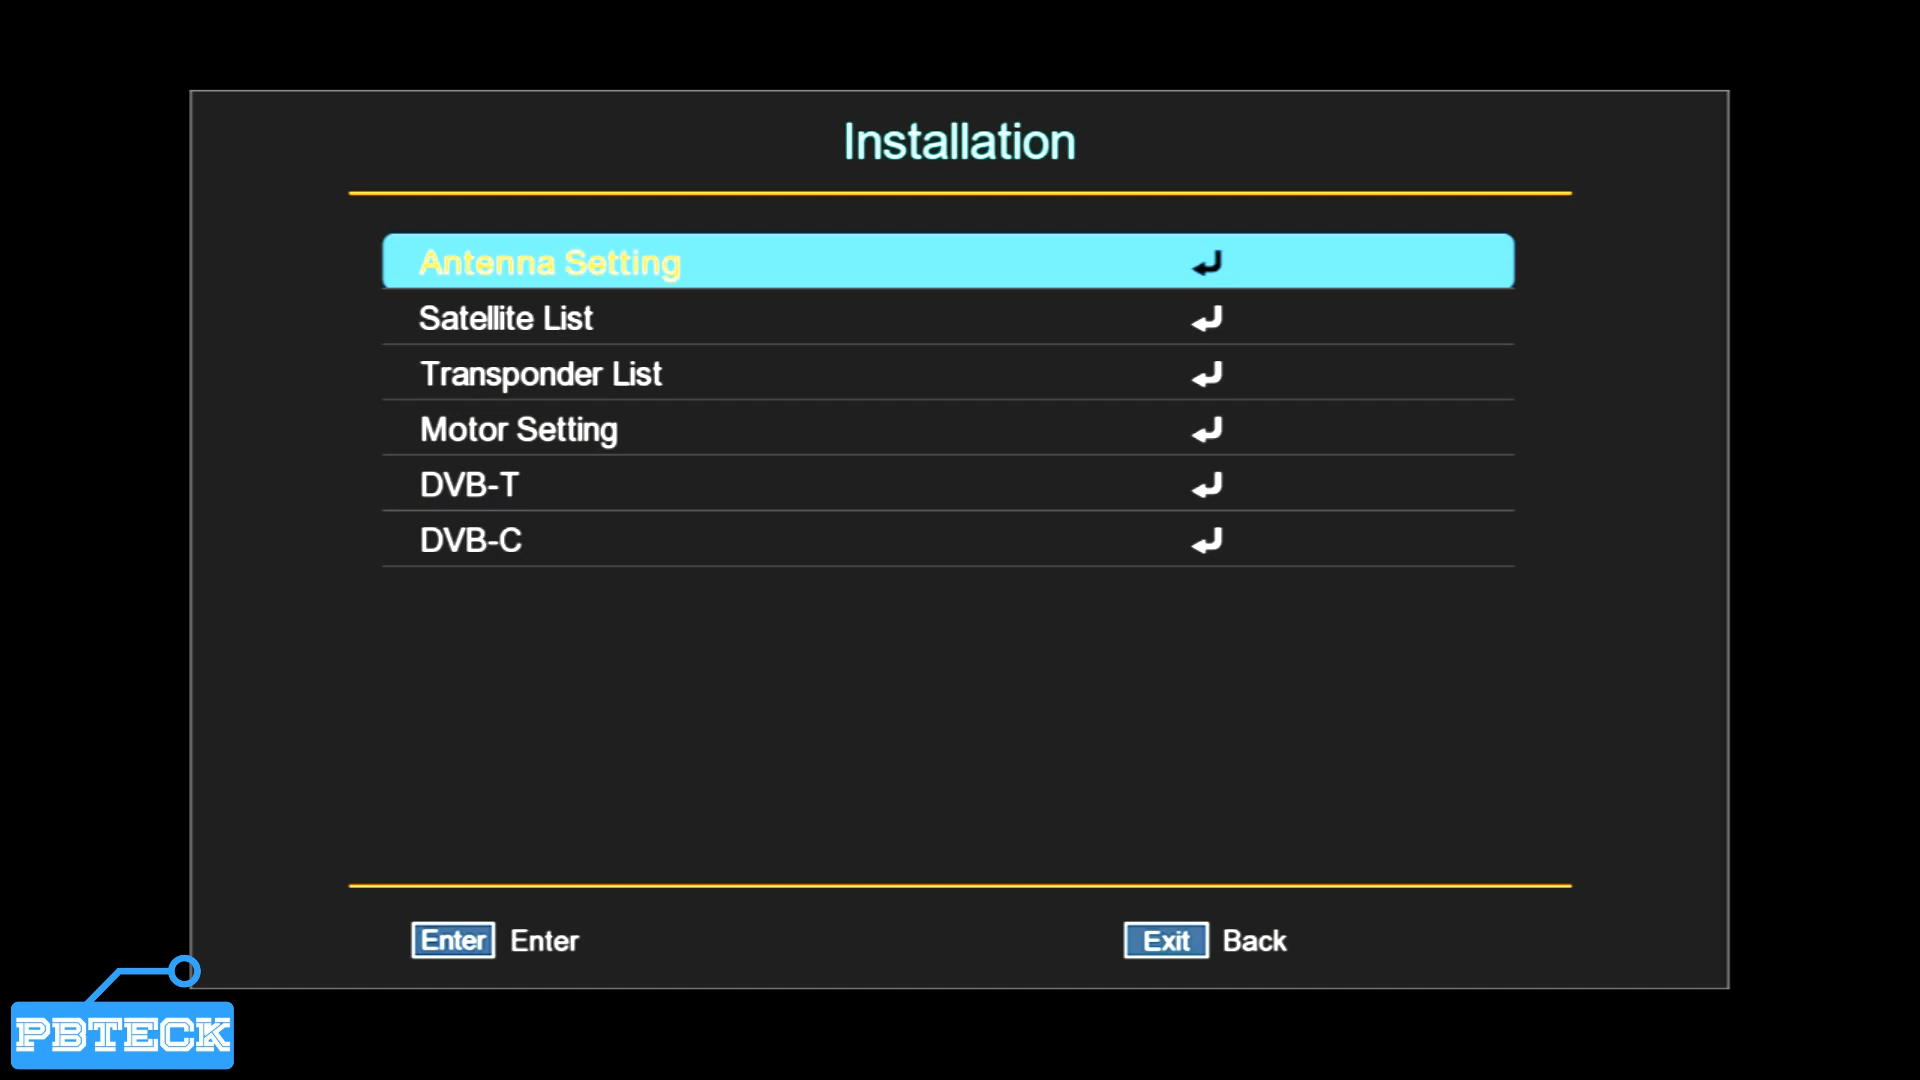 Installation
Antenna Setting
Satellite List
Transponder List
Motor Setting
DVB-T
DVB-C
Enter Enter
Exit Back
PBTECK